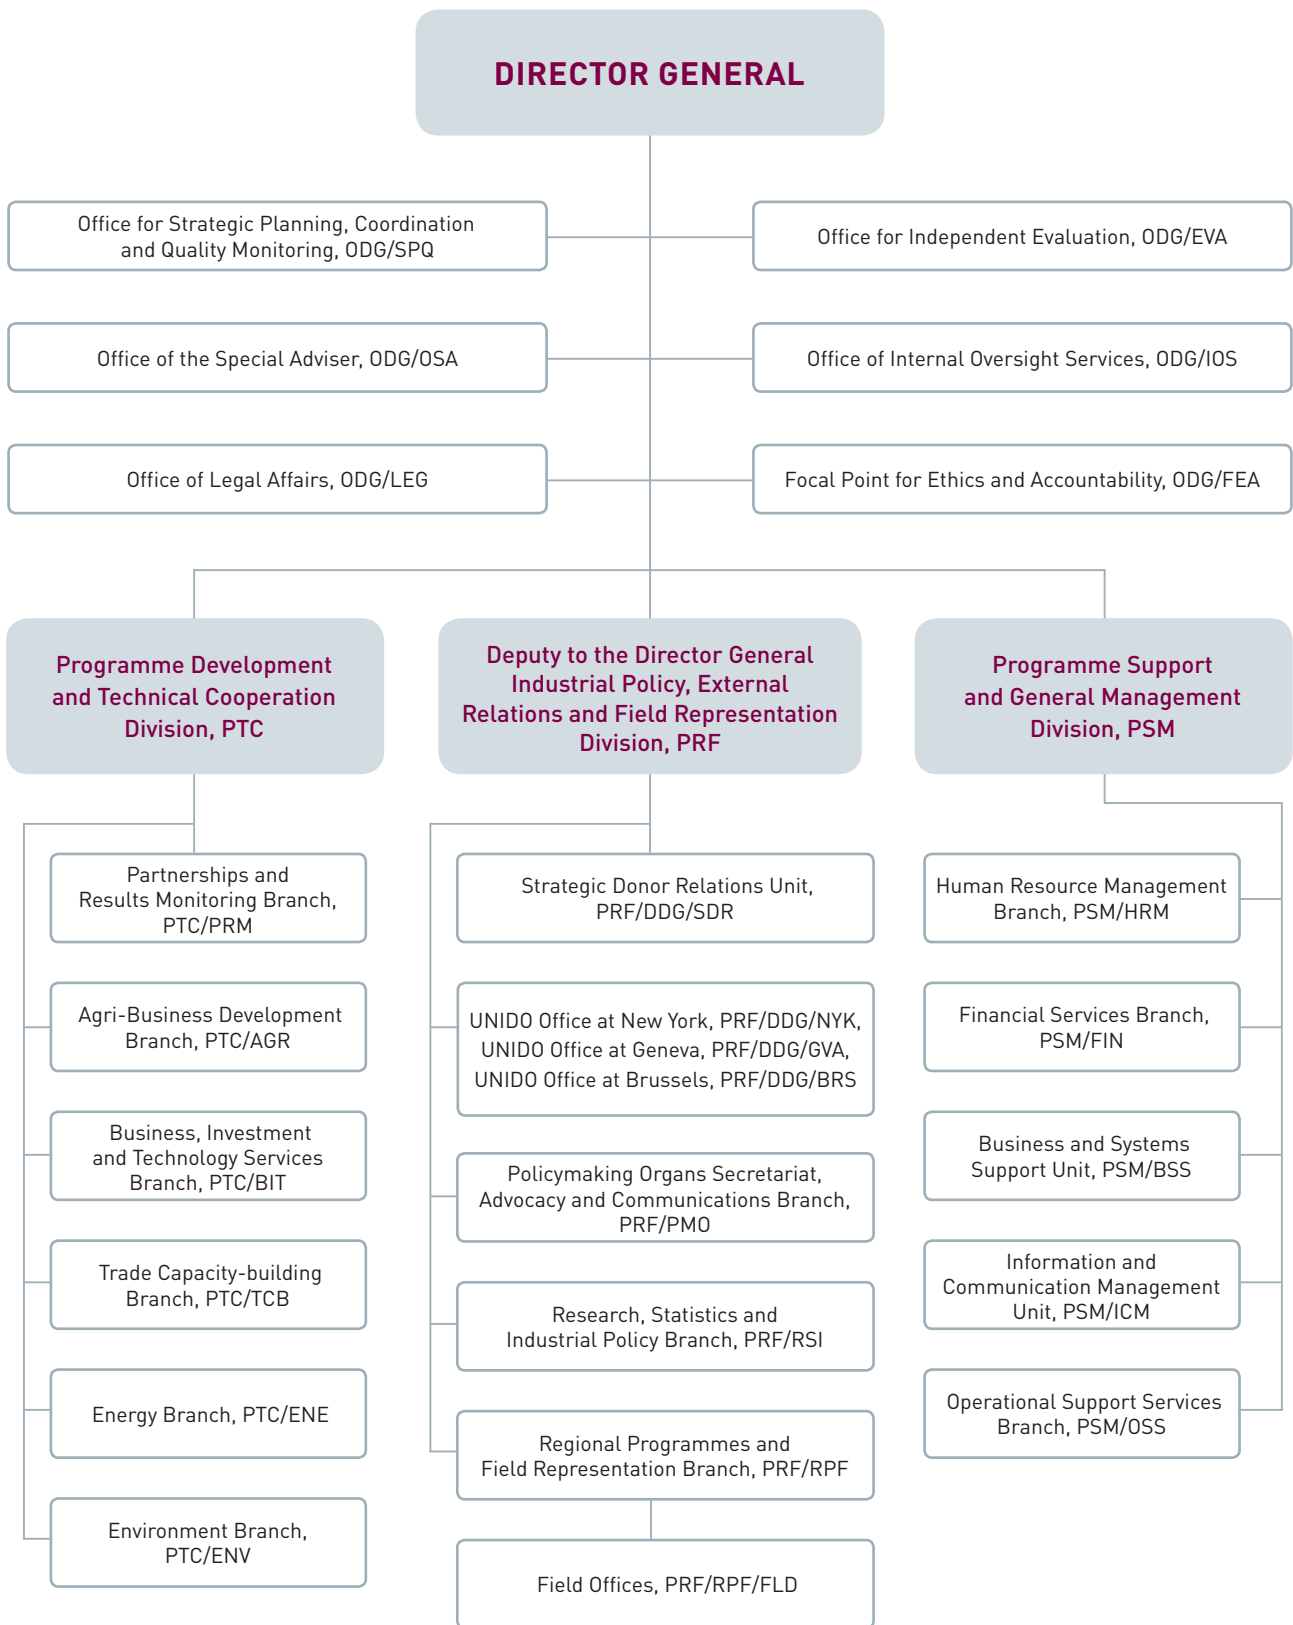 DIRECTOR GENERAL
Office for Strategic Planning, Coordination
and Quality Monitoring, ODG/SPQ
Office for Independent Evaluation, ODG/EVA
Office of the Special Adviser, ODG/OSA
Office of Internal Oversight Services, ODG/IOS
Office of Legal Affairs, ODG/LEG
Focal Point for Ethics and Accountability, ODG/FEA
Programme Development
and Technical Cooperation
Division, PTC
Deputy to the Director General
Industrial Policy, External
Relations and Field Representation
Division, PRF
Programme Support
and General Management
Division, PSM
Partnerships and
Results Monitoring Branch,
PTC/PRM
Agri-Business Development
Branch, PTC/AGR
Business, Investment
and Technology Services
Branch, PTC/BIT
Trade Capacity-building
Branch, PTC/TCB
Energy Branch, PTC/ENE
Environment Branch,
PTC/ENV
Strategic Donor Relations Unit,
PRF/DDG/SDR
UNIDO Office at New York, PRF/DDG/NYK,
UNIDO Office at Geneva, PRF/DDG/GVA,
UNIDO Office at Brussels, PRF/DDG/BRS
Policymaking Organs Secretariat,
Advocacy and Communications Branch,
PRF/PMO
Research, Statistics and
Industrial Policy Branch, PRF/RSI
Regional Programmes and
Field Representation Branch, PRF/RPF
Field Offices, PRF/RPF/FLD
Human Resource Management
Branch, PSM/HRM
Financial Services Branch,
PSM/FIN
Business and Systems
Support Unit, PSM/BSS
Information and
Communication Management
Unit, PSM/ICM
Operational Support Services
Branch, PSM/OSS